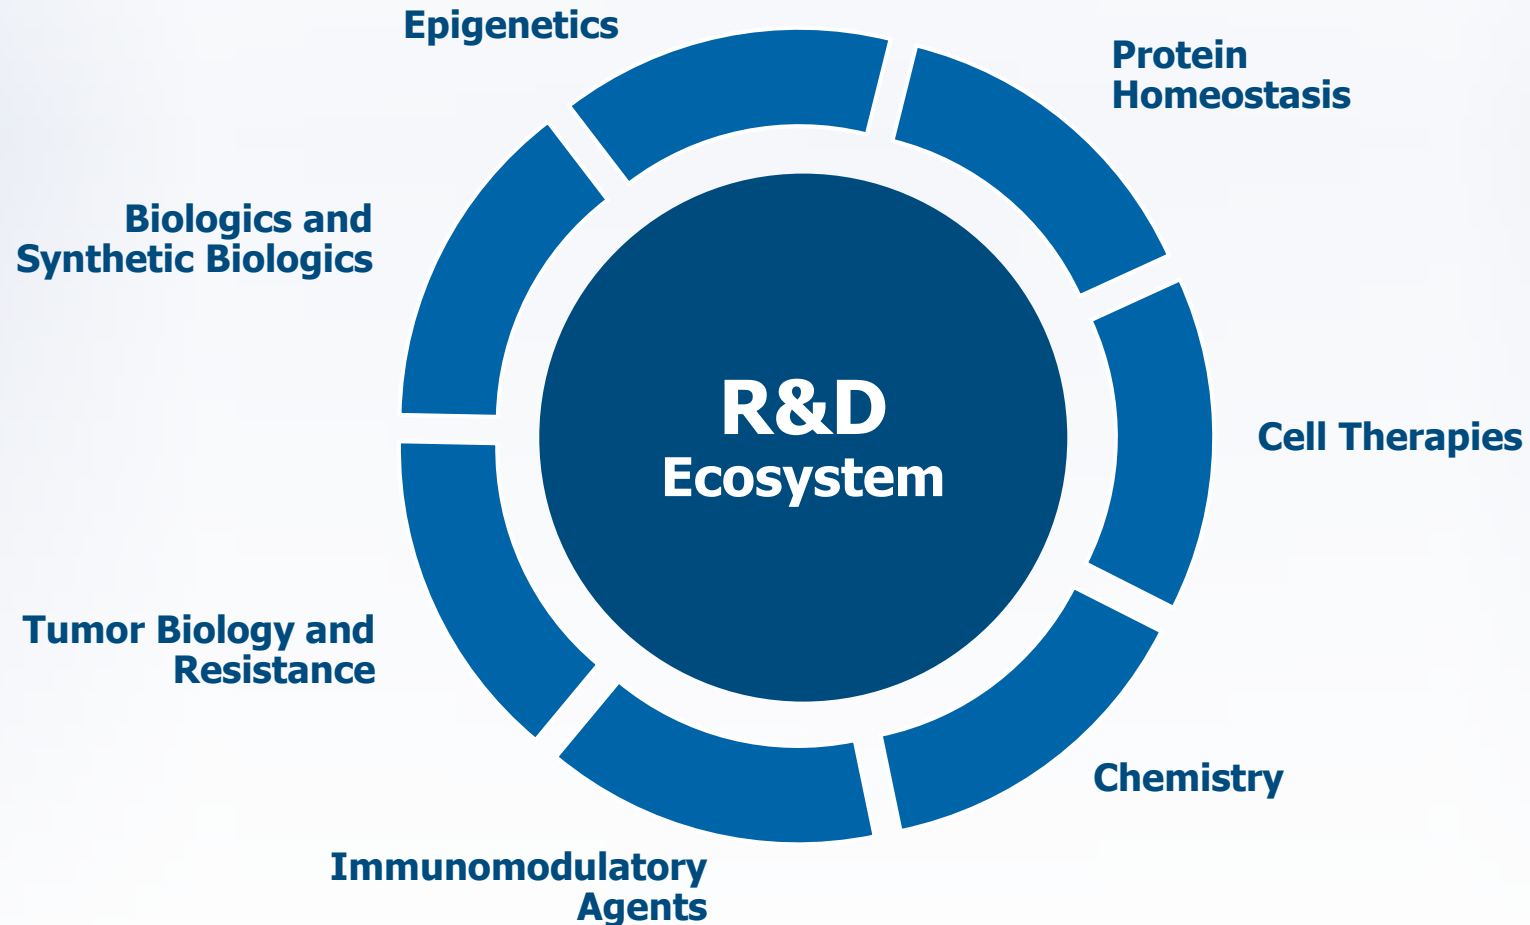 Epigenetics
Protein
Homeostasis
Biologics and
Synthetic Biologics
R&D
Ecosystem
Cell Therapies
Tumor Biology and
Resistance
Chemistry
Immunomodulatory
Agents